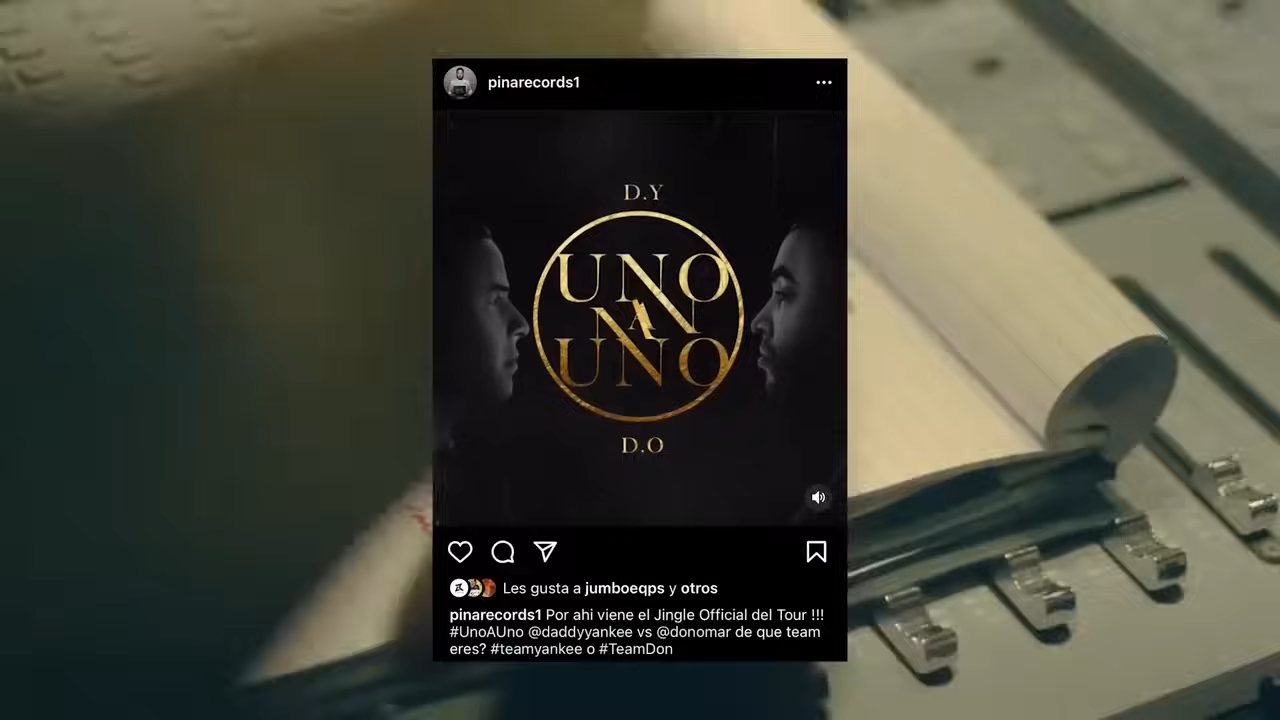 pinarecords1
D.Y
UNO
A
UNO
D.O
Les gusta a jumboeqps y otros
pinarecords1 Por ahi viene el Jingle Official del Tour !!!
#UnoAUno @daddyyankee vs @donomar de que team
eres? #teamyankee o #TeamDon